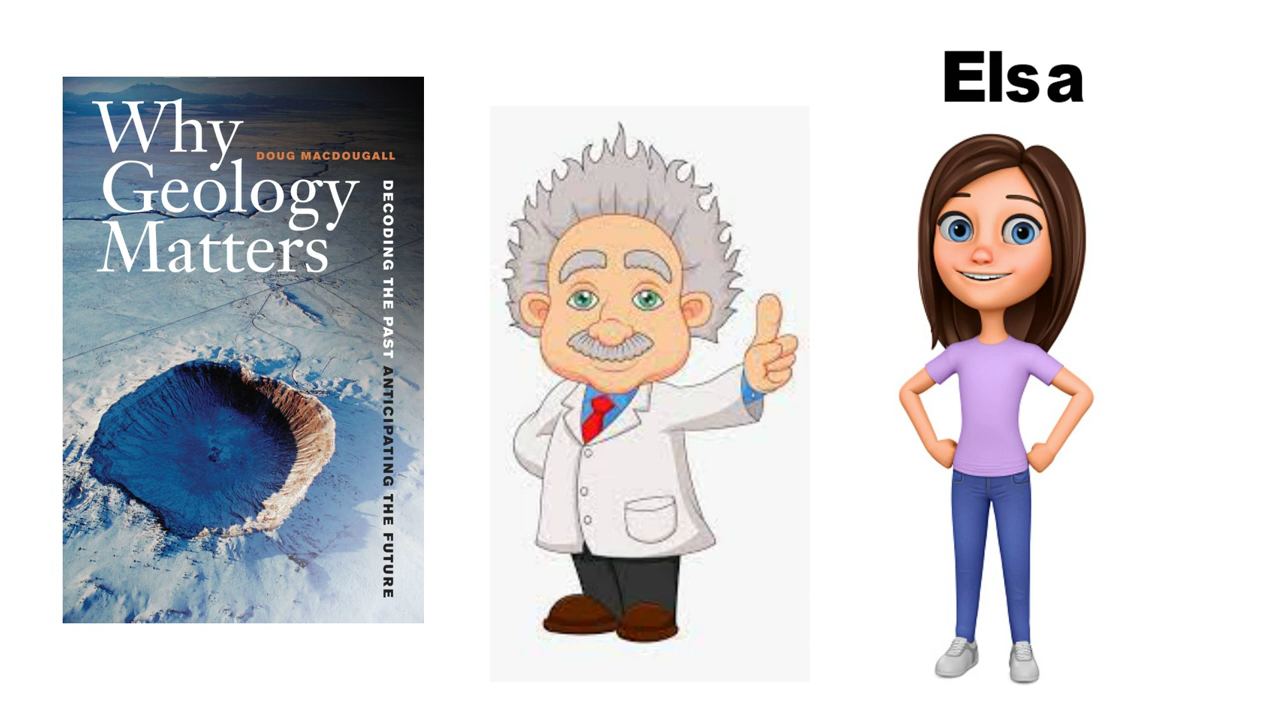 Why
Geology
Matters
DOUG MACDOUGALL
DECODING THE PAST ANTICIPATING THE FUTURE
Elsa